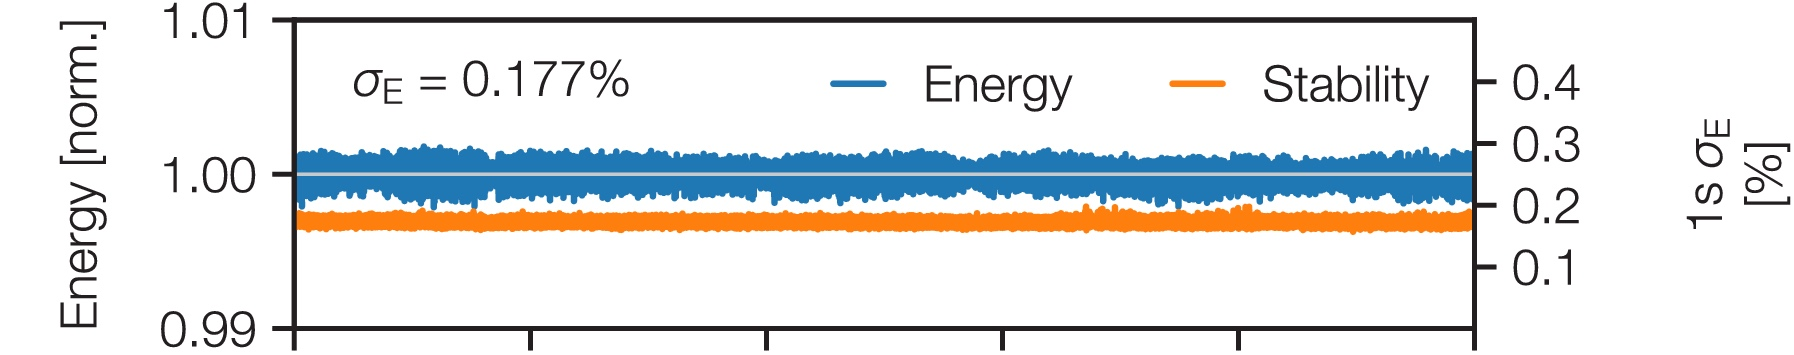 Energy [norm.]
1.01
1.00
0.99
σE = 0.177%
Energy
Stability
0.4
0.3
0.2
0.1
1s σE
[%]